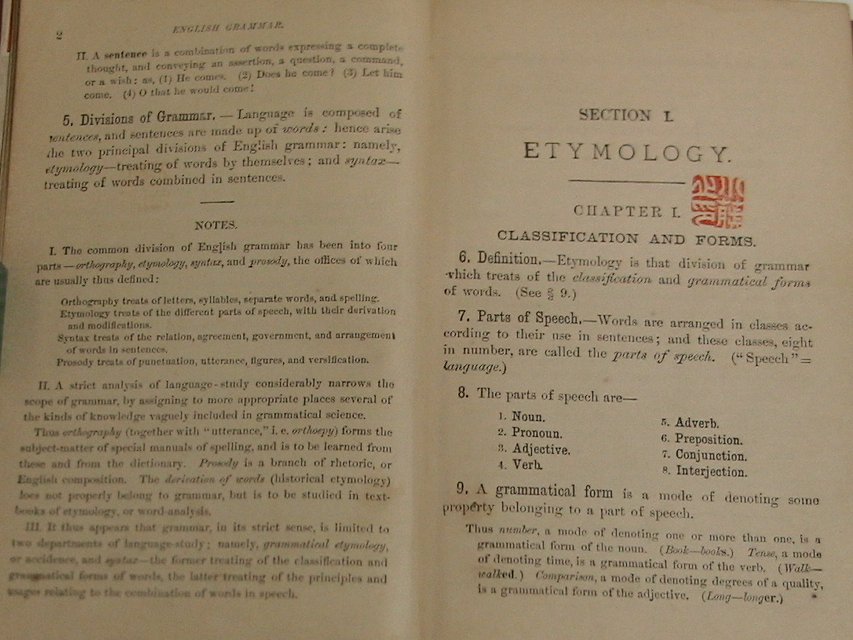 2
ENGLISH GRAMMAR.
II. A sentence is a combination of words expressing a complete
thought, and conveying an assertion, a question, a command,
or a wish: as, (1) He comes. (2) Does he come? (3) Let him
come. (4) O that he would come!
5. Divisions of Grammar. — Language is composed of
sentences, and sentences are made up of words: hence arise
the two principal divisions of English grammar: namely,
etymology—treating of words by themselves; and syntax—
treating of words combined in sentences.
NOTES.
I. The common division of English grammar has been into four
parts — orthography, etymology, syntax, and prosody, the offices of which
are usually thus defined:
Orthography treats of letters, syllables, separate words, and spelling.
Etymology treats of the different parts of speech, with their derivation
and modifications.
Syntax treats of the relation, agreement, government, and arrangement
of words in sentences.
Prosody treats of punctuation, utterance, figures, and versification.
II. A strict analysis of language-study considerably narrows the
scope of grammar, by assigning to more appropriate places several of
the kinds of knowledge vaguely included in grammatical science.
Thus orthography (together with "utterance," i. e. orthoepy) forms the
subject-matter of special manuals of spelling, and is to be learned from
these and from the dictionary. Prosody is a branch of rhetoric, or
English composition. The derivation of words (historical etymology)
does not properly belong to grammar, but is to be studied in text-
books of etymology, or word-analysis.
III. It thus appears that grammar, in its strict sense, is limited to
two departments of language-study; namely, grammatical etymology,
or accidence, and syntax—the former treating of the classification and
grammatical forms of words, the latter treating of the principles and
usages relating to the combination of words in speech.
SECTION I.
ETYMOLOGY.
CHAPTER I.
CLASSIFICATION AND FORMS.
6. Definition.—Etymology is that division of grammar
which treats of the classification and grammatical forms
of words. (See § 9.)
7. Parts of Speech.—Words are arranged in classes ac-
cording to their use in sentences; and these classes, eight
in number, are called the parts of speech. ("Speech" =
language.)
8. The parts of speech are—
1. Noun.
2. Pronoun.
3. Adjective.
4. Verb.
5. Adverb.
6. Preposition.
7. Conjunction.
8. Interjection.
9. A grammatical form is a mode of denoting some
property belonging to a part of speech.
Thus number, a mode of denoting one or more than one, is a
grammatical form of the noun. (Book—books.) Tense, a mode
of denoting time, is a grammatical form of the verb. (Walk—
walked.) Comparison, a mode of denoting degrees of a quality,
is a grammatical form of the adjective. (Long—longer.)